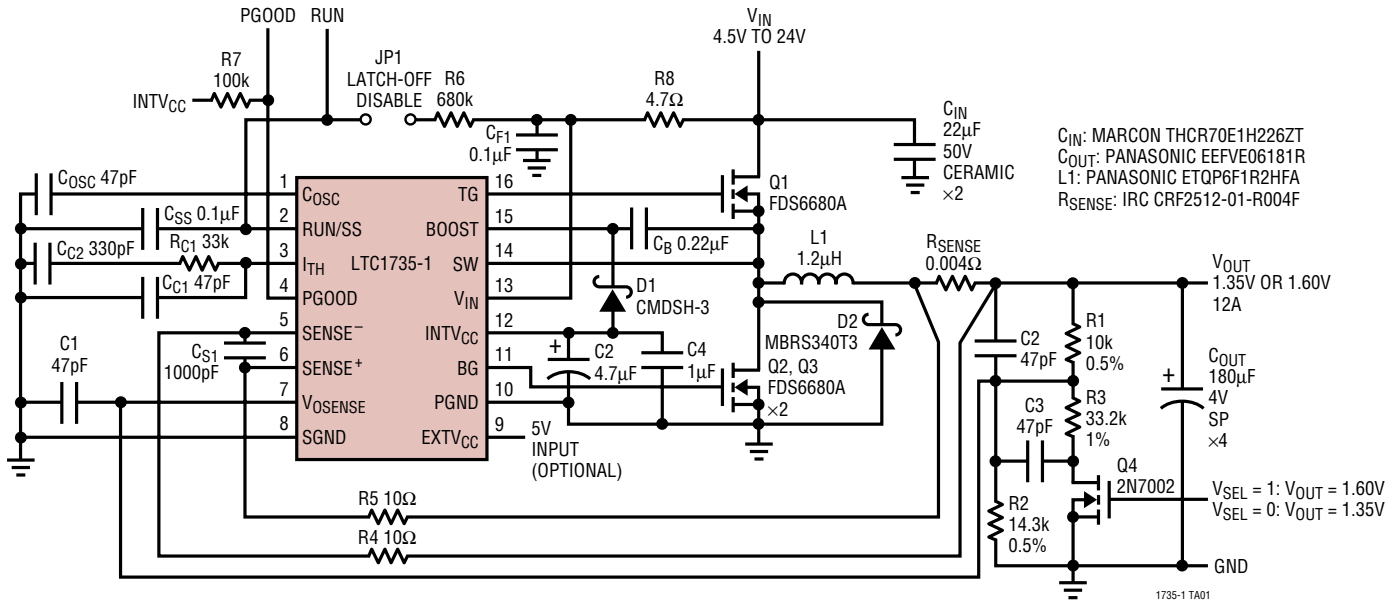 PGOOD RUN
V_IN
4.5V TO 24V
R7
100k
JP1
LATCH-OFF
DISABLE
R6
680k
R8
4.7Ω
INTV_CC
C_F1
0.1µF
C_IN
22µF
50V
CERAMIC
×2
C_IN: MARCON THCR70E1H226ZT
C_OUT: PANASONIC EEFVE06181R
L1: PANASONIC ETQP6F1R2HFA
R_SENSE: IRC CRF2512-01-R004F
C_OSC 47pF
1
C_OSC
TG
16
Q1
FDS6680A
C_SS 0.1µF
2
RUN/SS
BOOST
15
C_B 0.22µF
C_C2 330pF
R_C1 33k
3
I_TH
LTC1735-1
SW
14
L1
1.2µH
R_SENSE
0.004Ω
V_OUT
1.35V OR 1.60V
12A
C_C1 47pF
4
PGOOD
V_IN
13
D1
CMDSH-3
5
SENSE⁻
INTV_CC
12
D2
MBRS340T3
C1
47pF
C_S1
1000pF
6
SENSE⁺
BG
11
+
C2
4.7µF
C4
1µF
Q2, Q3
FDS6680A
×2
C2
47pF
R1
10k
0.5%
7
V_OSENSE
PGND
10
+
C_OUT
180µF
4V
SP
×4
8
SGND
EXTV_CC
9
5V
INPUT
(OPTIONAL)
C3
47pF
R3
33.2k
1%
Q4
2N7002
R5 10Ω
R4 10Ω
R2
14.3k
0.5%
V_SEL = 1: V_OUT = 1.60V
V_SEL = 0: V_OUT = 1.35V
GND
1735-1 TA01